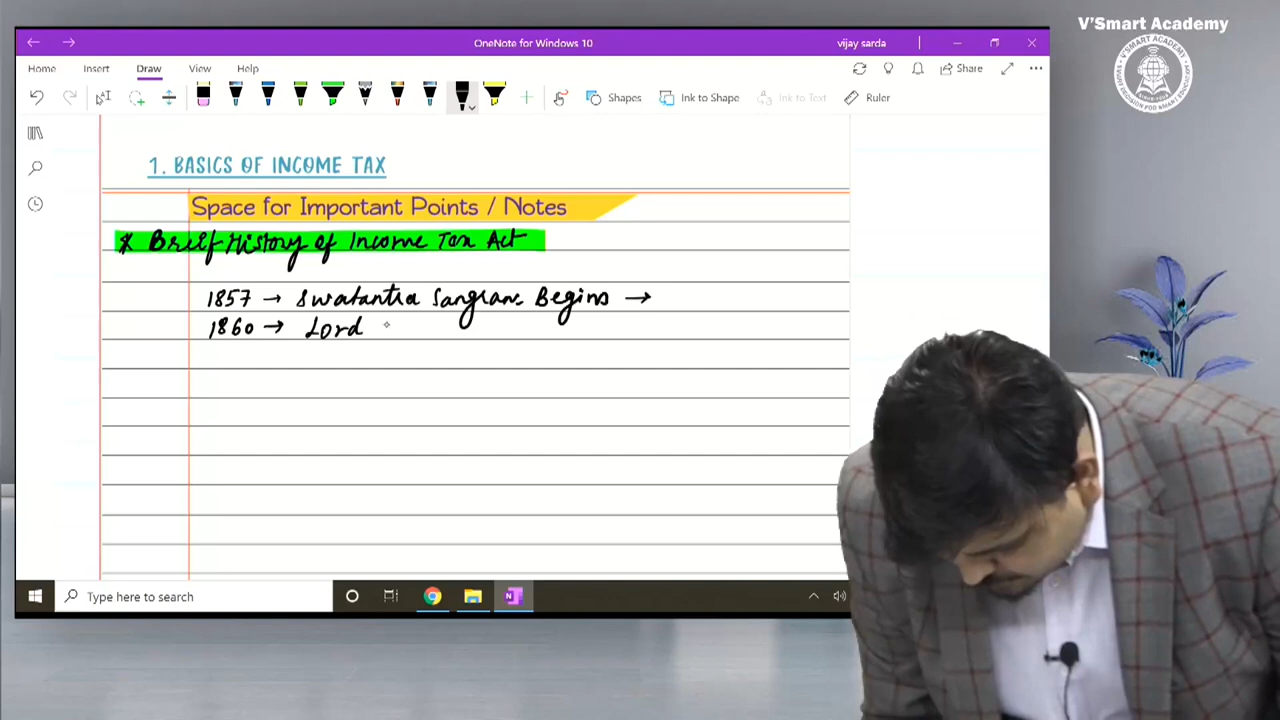 V'Smart Academy
OneNote for Windows 10
vijay sarda
Home Insert Draw View Help
Share
Shapes Ink to Shape Ink to Text Ruler
1. BASICS OF INCOME TAX
Space for Important Points / Notes
* Brief History of Income Tax Act
1857 → Swatantra Sangram Begins →
1860 → Lord
Type here to search